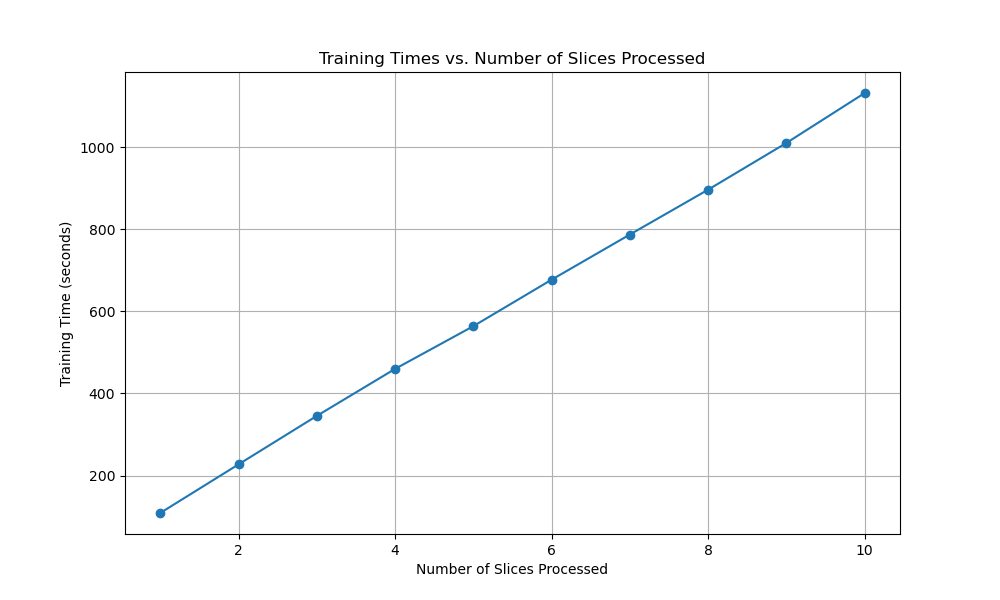 Training Times vs. Number of Slices Processed
Training Time (seconds)
1000
800
600
400
200
2 4 6 8 10
Number of Slices Processed